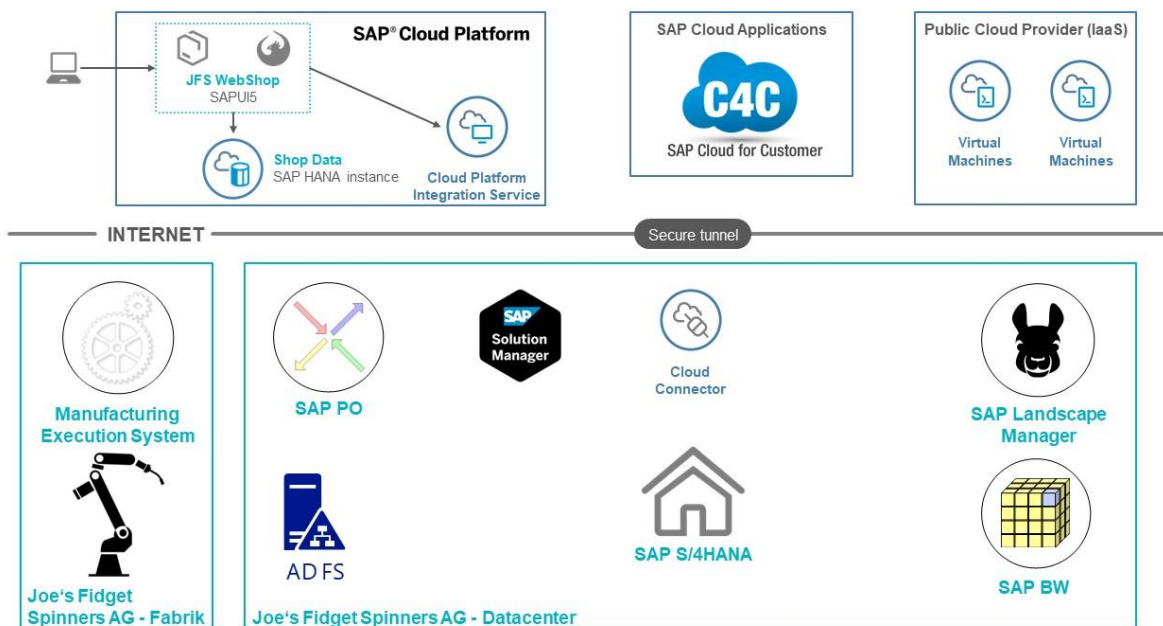 SAP® Cloud Platform
JFS WebShop
SAPUI5
Shop Data
SAP HANA instance
Cloud Platform
Integration Service
SAP Cloud Applications
C4C
SAP Cloud for Customer
Public Cloud Provider (IaaS)
Virtual
Machines
Virtual
Machines
INTERNET
Secure tunnel
Manufacturing
Execution System
Joe's Fidget
Spinners AG - Fabrik
SAP PO
SAP
Solution
Manager
Cloud
Connector
SAP Landscape
Manager
AD FS
SAP S/4HANA
SAP BW
Joe's Fidget Spinners AG - Datacenter